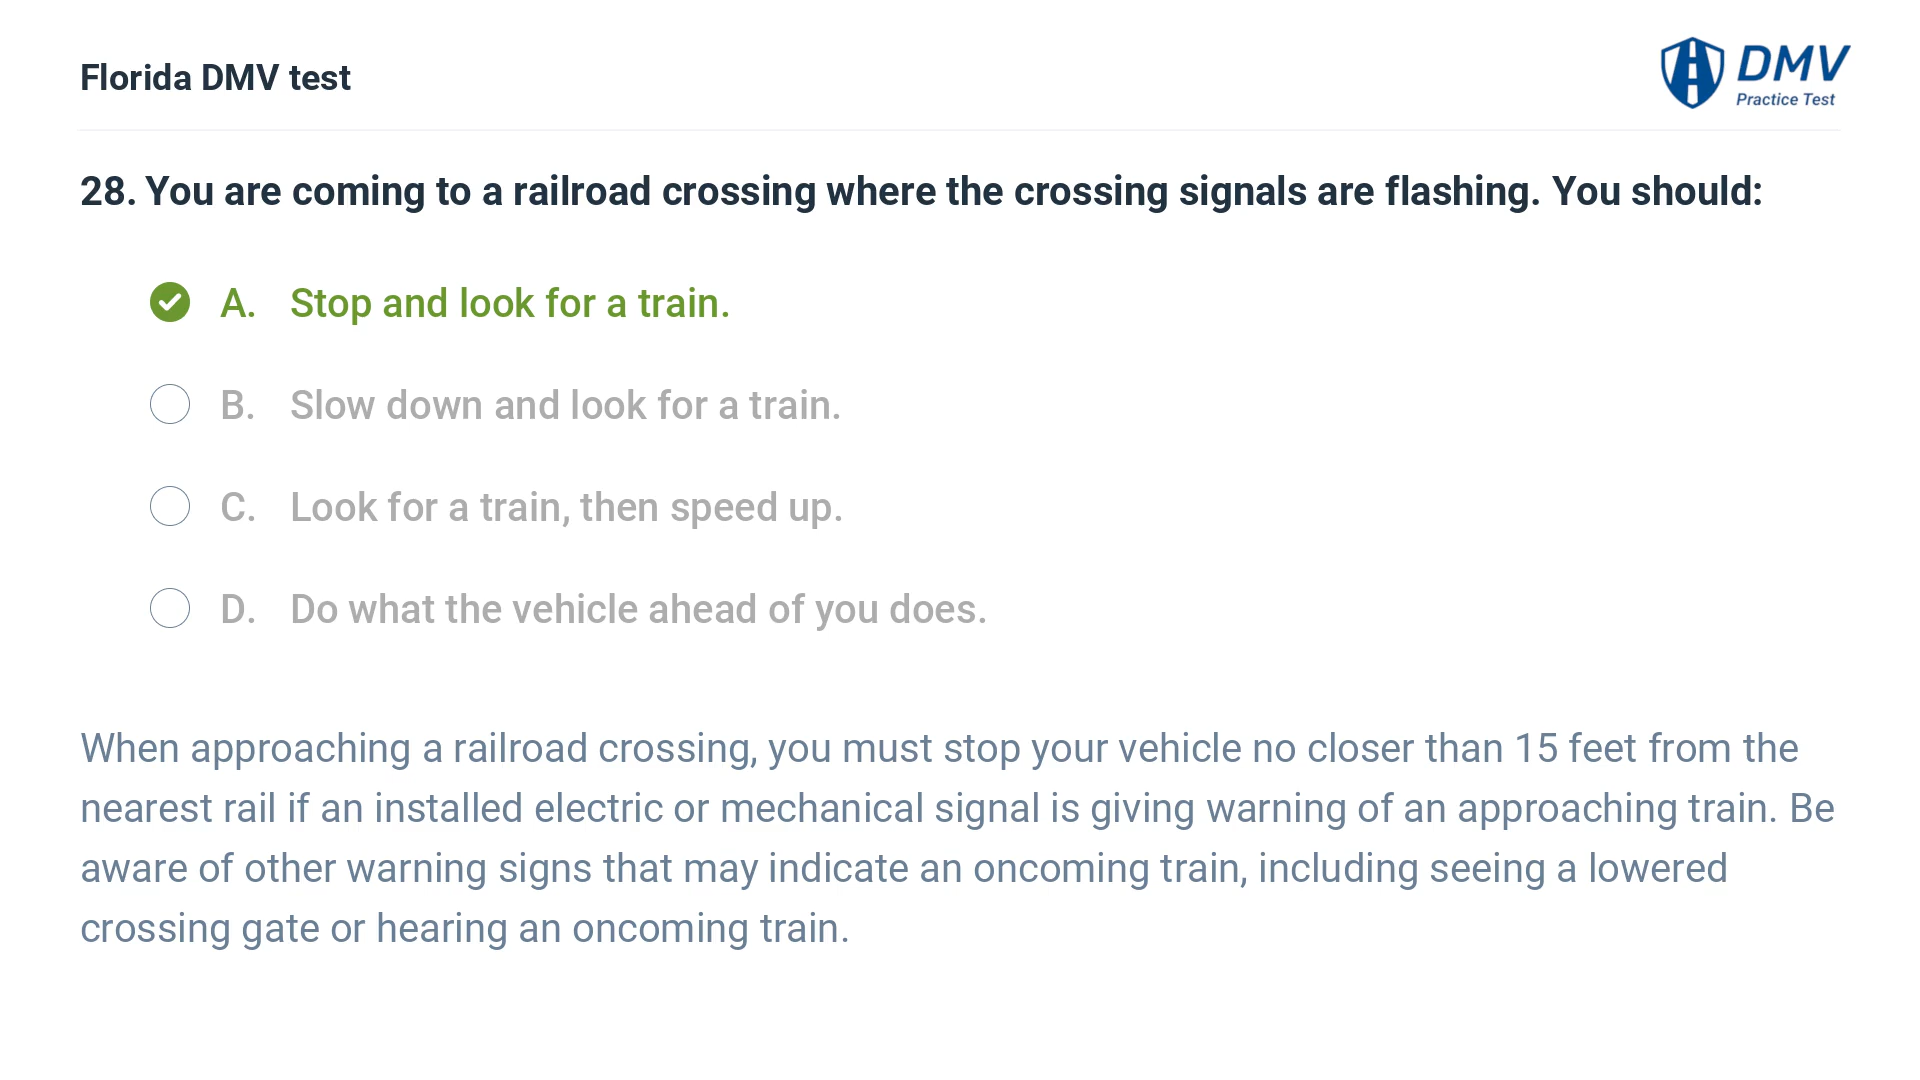 Florida DMV test
DMV
Practice Test
28. You are coming to a railroad crossing where the crossing signals are flashing. You should:
A. Stop and look for a train.
B. Slow down and look for a train.
C. Look for a train, then speed up.
D. Do what the vehicle ahead of you does.
When approaching a railroad crossing, you must stop your vehicle no closer than 15 feet from the
nearest rail if an installed electric or mechanical signal is giving warning of an approaching train. Be
aware of other warning signs that may indicate an oncoming train, including seeing a lowered
crossing gate or hearing an oncoming train.